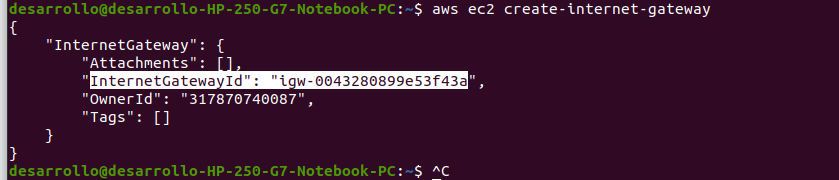 desarrollo@desarrollo-HP-250-G7-Notebook-PC:~$ aws ec2 create-internet-gateway
{
    "InternetGateway": {
        "Attachments": [],
        "InternetGatewayId": "igw-0043280899e53f43a",
        "OwnerId": "317870740087",
        "Tags": []
    }
}
desarrollo@desarrollo-HP-250-G7-Notebook-PC:~$ ^C